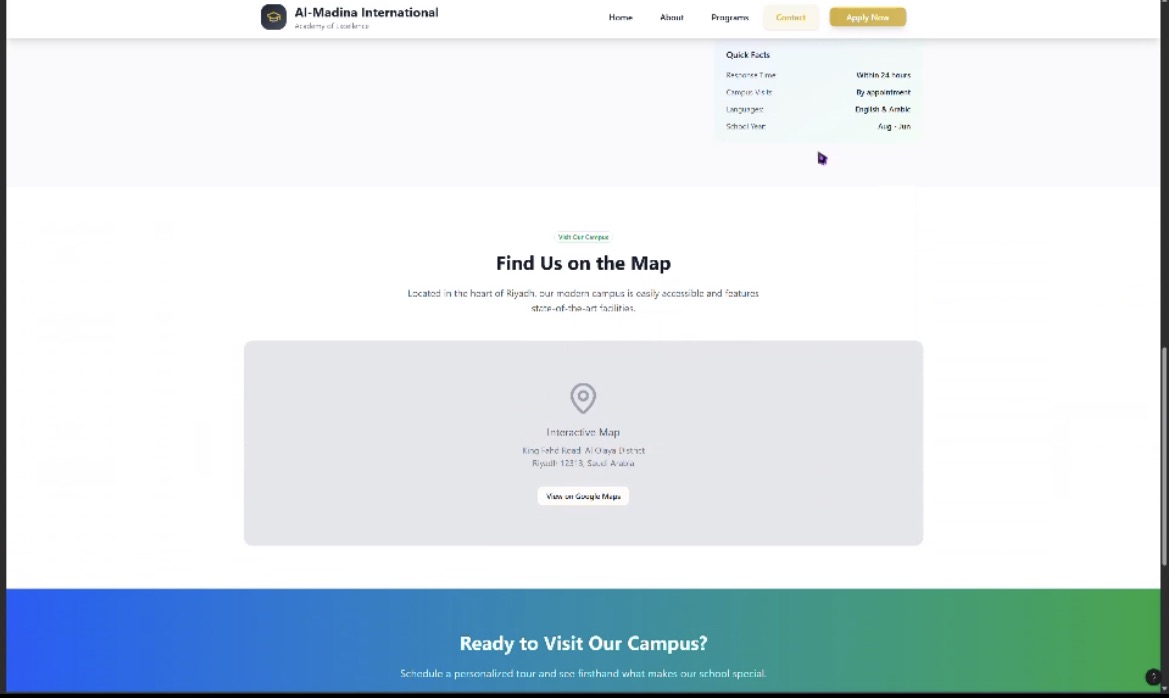 Al-Madina International
Academy of Excellence
Home
About
Programs
Contact
Apply Now
Quick Facts
Response Time:
Within 24 hours
Campus Visits:
By appointment
Languages:
English & Arabic
School Year:
Aug - Jun
Visit Our Campus
Find Us on the Map
Located in the heart of Riyadh, our modern campus is easily accessible and features
state-of-the-art facilities.
Interactive Map
King Fahd Road, Al Olaya District
Riyadh 12313, Saudi Arabia
View on Google Maps
Ready to Visit Our Campus?
Schedule a personalized tour and see firsthand what makes our school special.
?